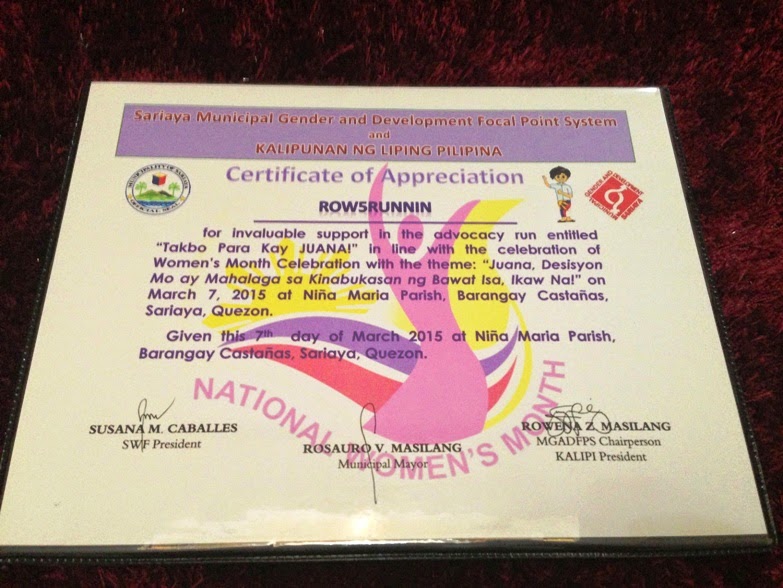 Sariaya Municipal Gender and Development Focal Point System
and
KALIPUNAN NG LIPING PILIPINA
Certificate of Appreciation
ROW5RUNNIN
for invaluable support in the advocacy run entitled
"Takbo Para Kay JUANA!" in line with the celebration of
Women's Month Celebration with the theme: "Juana, Desisyon
Mo ay Mahalaga sa Kinabukasan ng Bawat Isa, Ikaw Na!" on
March 7, 2015 at Niña Maria Parish, Barangay Castañas,
Sariaya, Quezon.
Given this 7th day of March 2015 at Niña Maria Parish,
Barangay Castañas, Sariaya, Quezon.
NATIONAL WOMEN'S MONTH
SUSANA M. CABALLES
SWF President
ROSAURO V. MASILANG
Municipal Mayor
ROWENA Z. MASILANG
MGADFPS Chairperson
KALIPI President